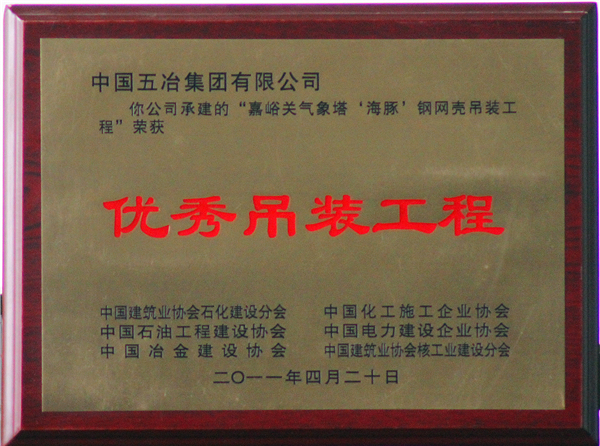 中国五冶集团有限公司
你公司承建的“嘉峪关气象塔‘海豚’钢网壳吊装工
程”荣获
优秀吊装工程
中国建筑业协会石化建设分会 中国化工施工企业协会
中国石油工程建设协会 中国电力建设企业协会
中国冶金建设协会 中国建筑业协会核工业建设分会
二〇一一年四月二十日